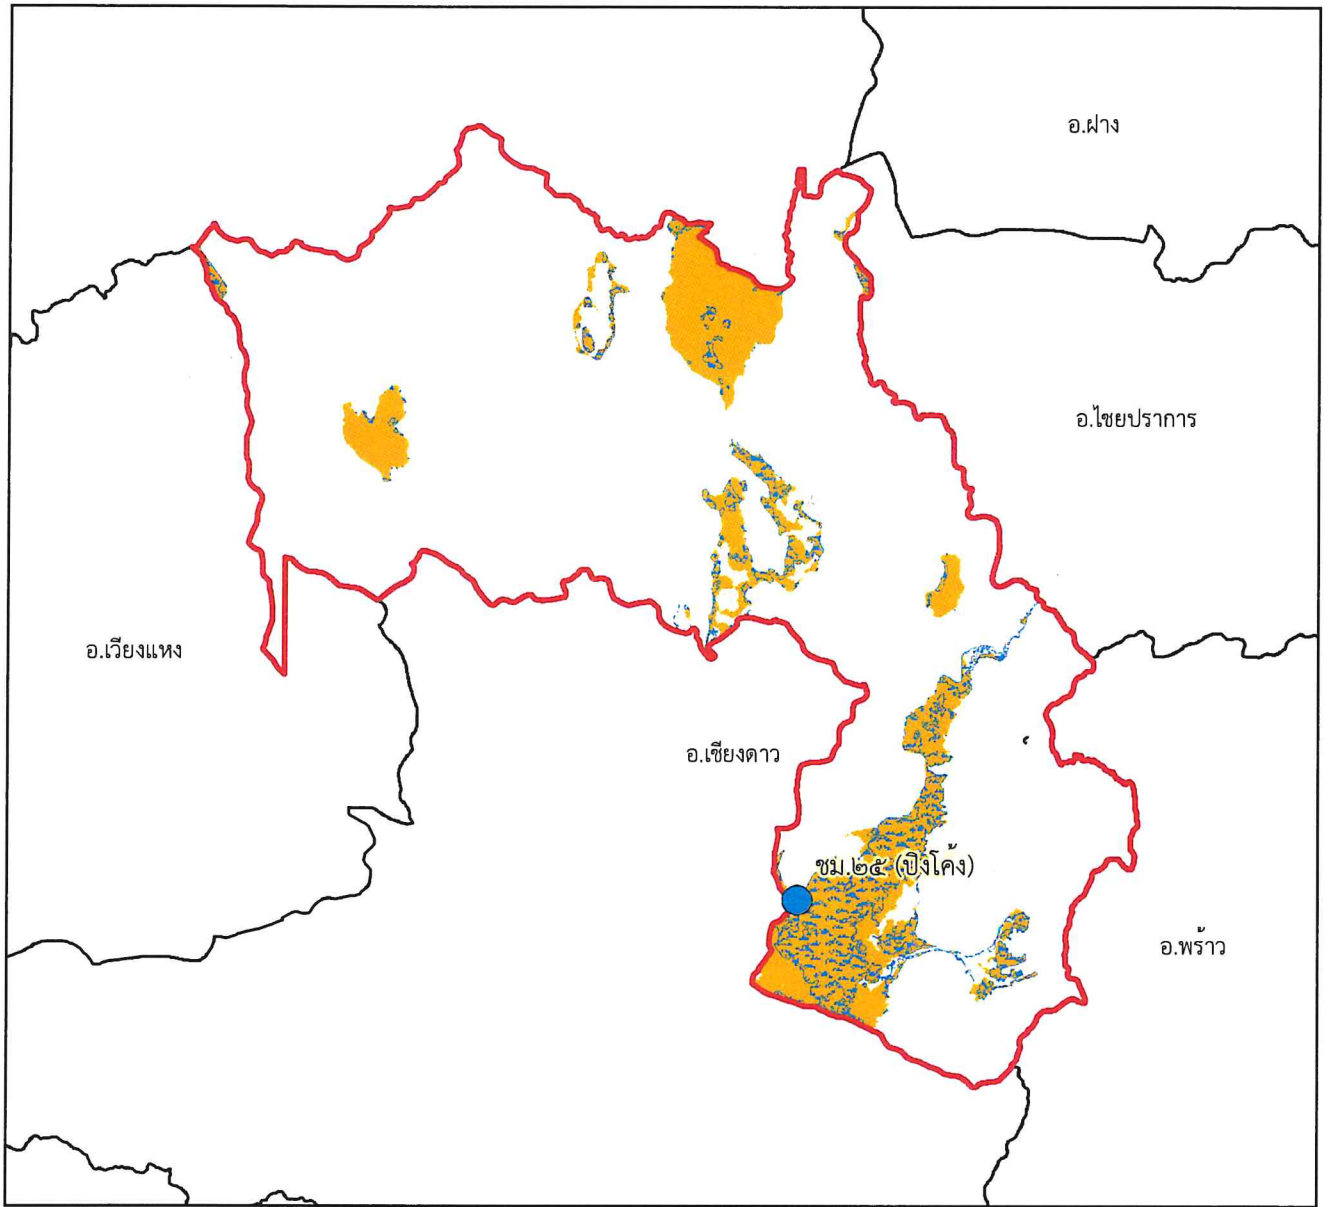 อ.ฝาง
อ.ไชยปราการ
อ.เวียงแหง
อ.เชียงดาว
ชม.๒๕ (ปิงโค้ง)
อ.พร้าว